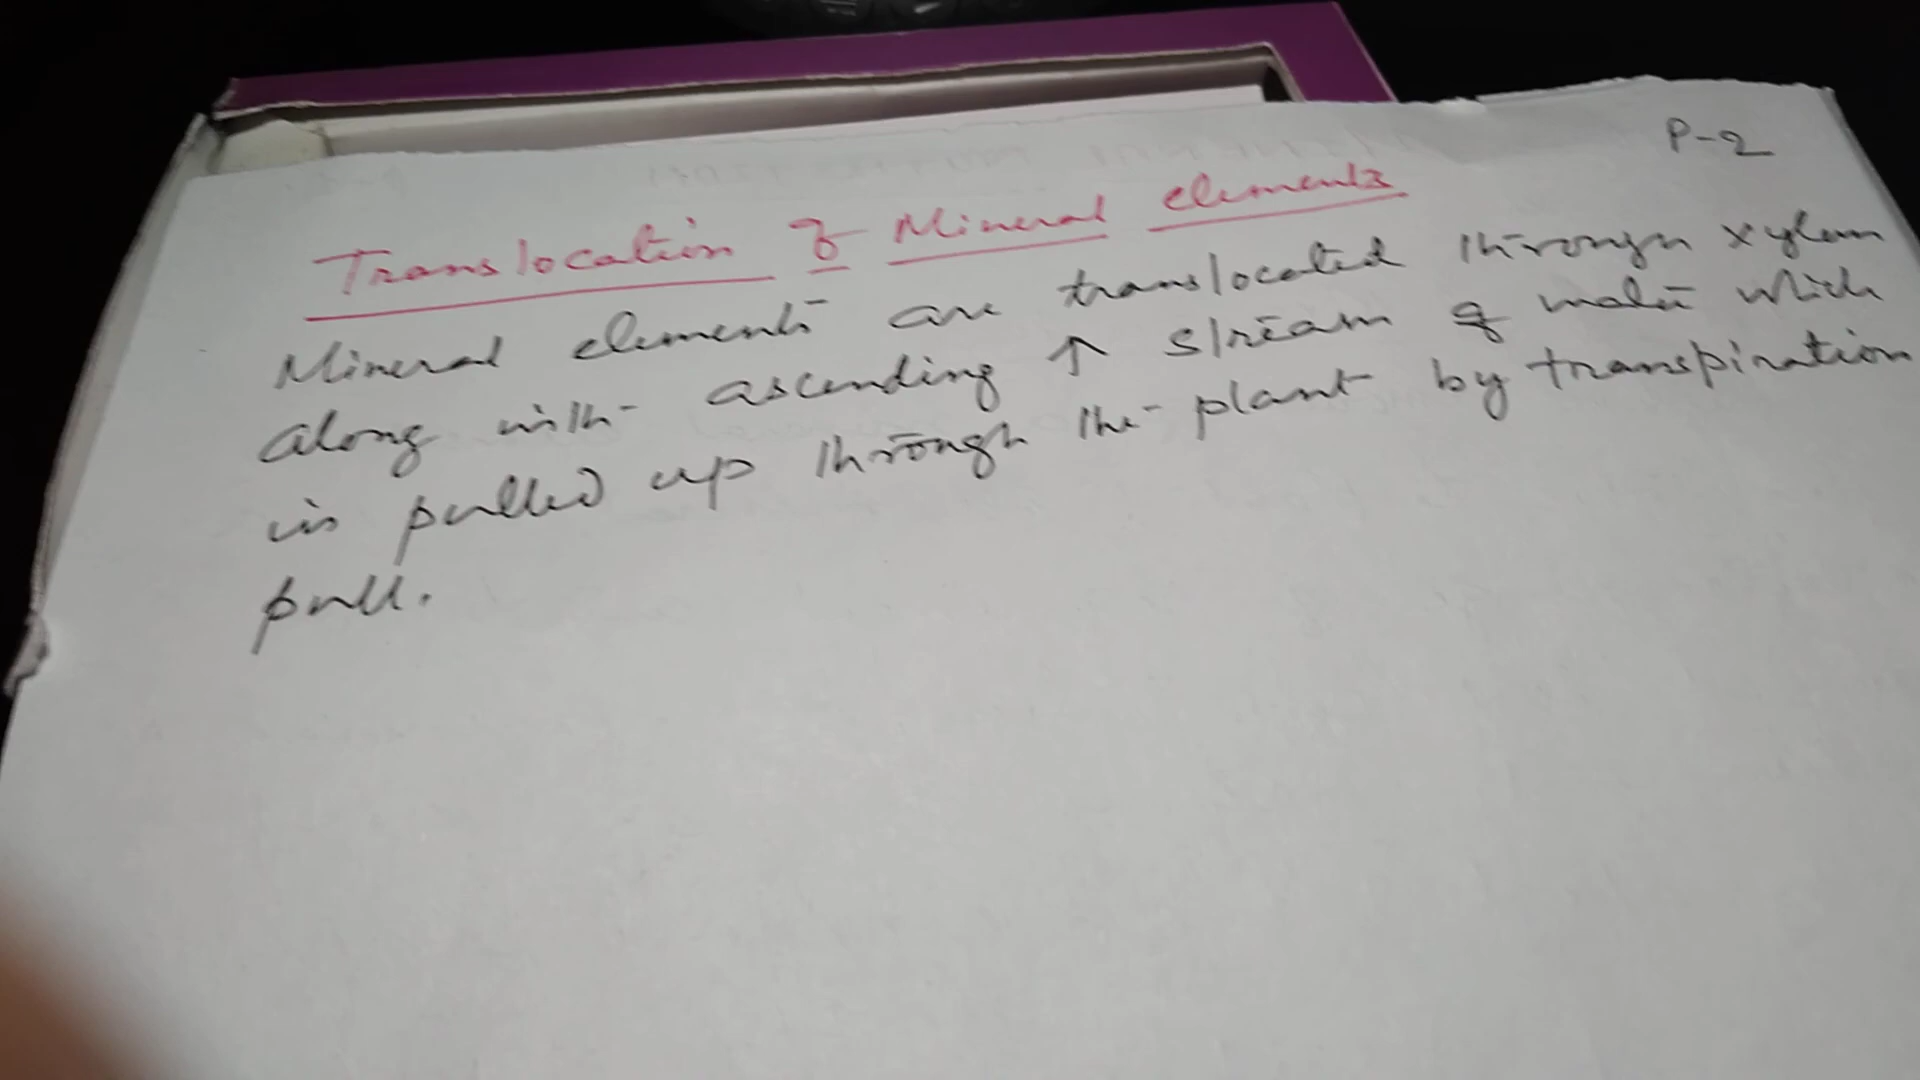 P-2
Translocation of Mineral elements
Mineral elements are translocated through xylem
along with ascending ↑ stream of water which
is pulled up through the plant by transpiration
pull.